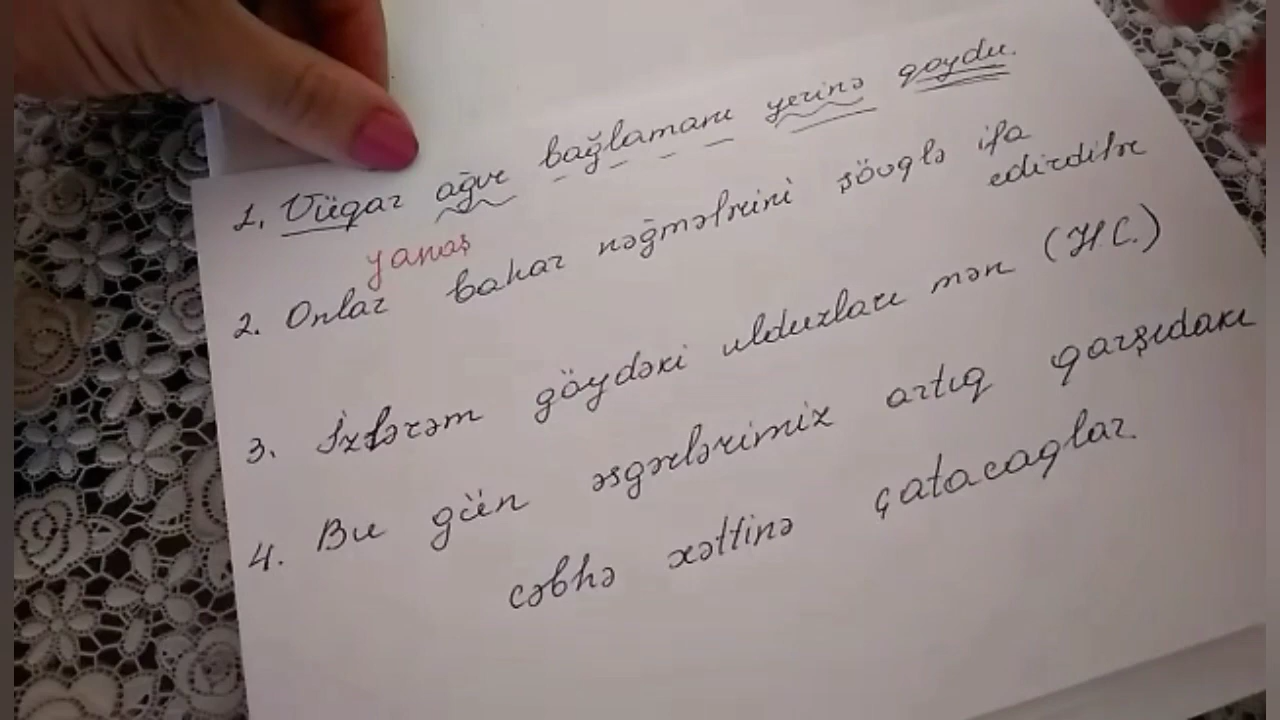 1. Vüqar ağır bağlamanı yerinə qoydu.
yanaş
2. Onlar bahar nəğmələrini şövqlə ifa
edirdilər
3. İzlərəm göydəki ulduzları mən (H C.)
4. Bu gün əsgərlərimiz artıq qarşıdakı
cəbhə xəttinə çatacaqlar.